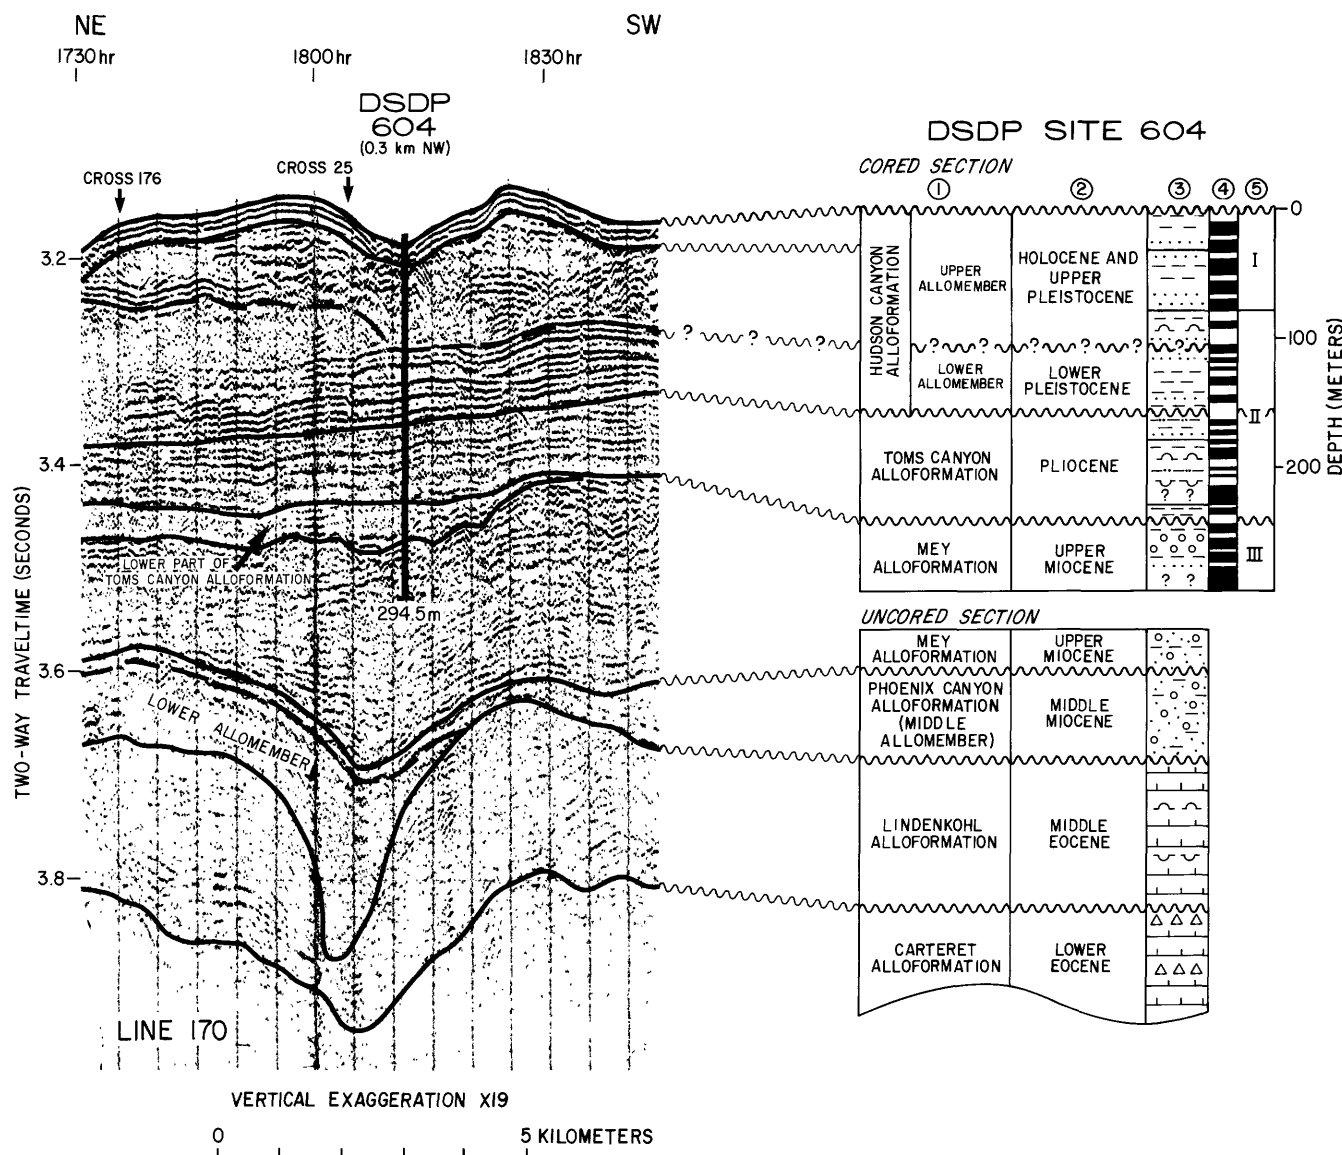 NE
SW
1730 hr
1800 hr
1830 hr
DSDP
604
(0.3 km NW)
CROSS 176
CROSS 25
3.2
3.4
3.6
3.8
TWO-WAY TRAVELTIME (SECONDS)
LOWER PART OF
TOMS CANYON ALLOFORMATION
294.5m
LOWER
ALLOMEMBER
LINE 170
VERTICAL EXAGGERATION X19
0
5 KILOMETERS
? ? ?
DSDP SITE 604
CORED SECTION
① ② ③ ④ ⑤
HUDSON CANYON
ALLOFORMATION
UPPER
ALLOMEMBER
HOLOCENE AND
UPPER
PLEISTOCENE
I
? ? ? ? ? ? ? ?
LOWER
ALLOMEMBER
LOWER
PLEISTOCENE
II
TOMS CANYON
ALLOFORMATION
PLIOCENE
? ?
MEY
ALLOFORMATION
UPPER
MIOCENE
III
? ?
0
100
200
DEPTH (METERS)
UNCORED SECTION
MEY
ALLOFORMATION
UPPER
MIOCENE
PHOENIX CANYON
ALLOFORMATION
(MIDDLE
ALLOMEMBER)
MIDDLE
MIOCENE
LINDENKOHL
ALLOFORMATION
MIDDLE
EOCENE
CARTERET
ALLOFORMATION
LOWER
EOCENE